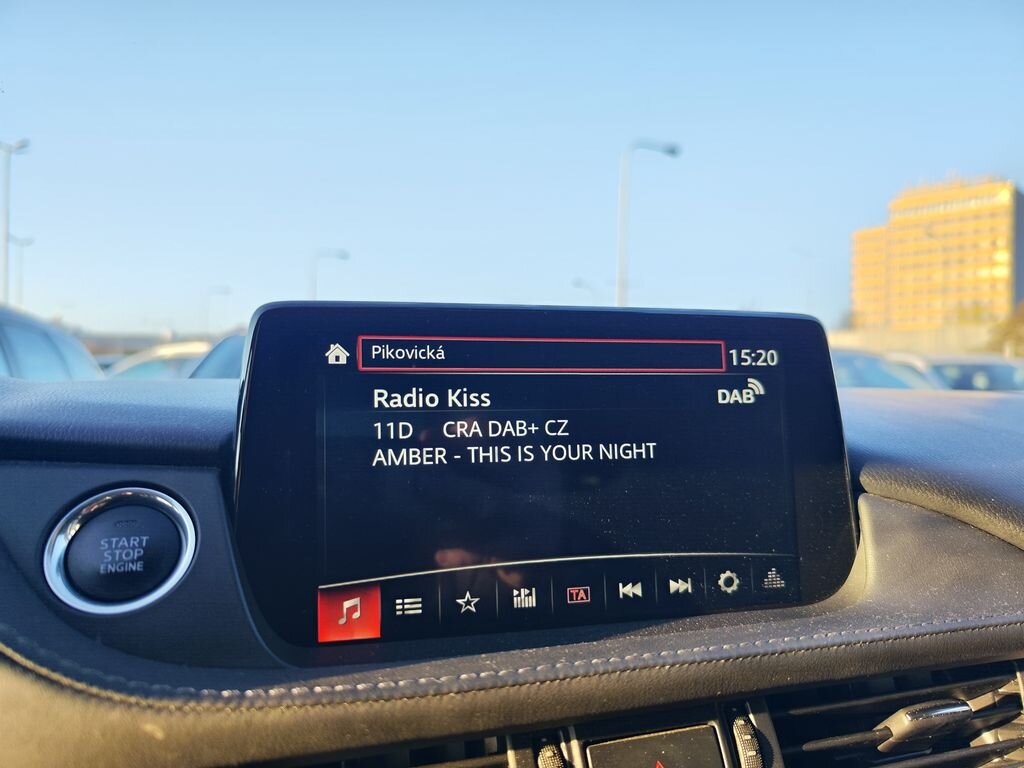 Pikovická 15:20
Radio Kiss DAB
11D CRA DAB+ CZ
AMBER - THIS IS YOUR NIGHT
START
STOP
ENGINE
TA